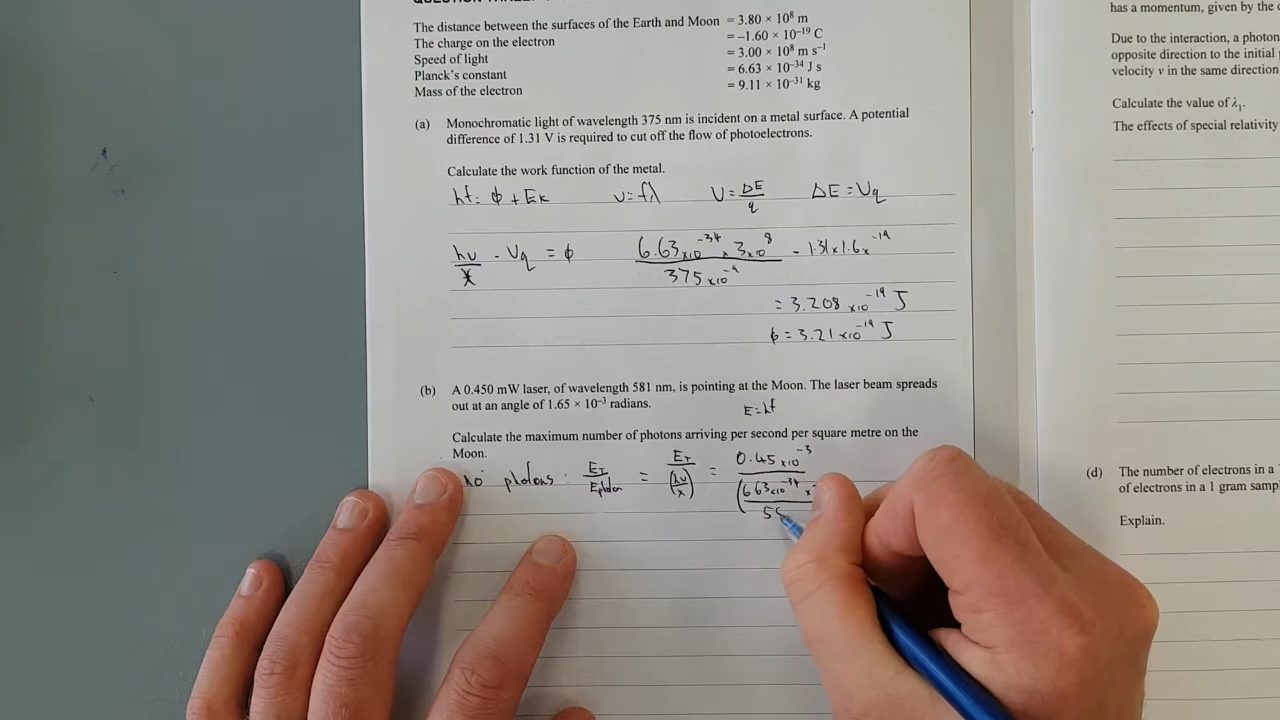 The distance between the surfaces of the Earth and Moon = 3.80 × 10⁸ m
The charge on the electron = –1.60 × 10⁻¹⁹ C
Speed of light = 3.00 × 10⁸ m s⁻¹
Planck's constant = 6.63 × 10⁻³⁴ J s
Mass of the electron = 9.11 × 10⁻³¹ kg
(a) Monochromatic light of wavelength 375 nm is incident on a metal surface. A potential
difference of 1.31 V is required to cut off the flow of photoelectrons.
Calculate the work function of the metal.
hf = ϕ + Eₖ v = fλ V = ΔE/q ΔE = Vq
hv/λ - Vq = ϕ (6.63 ×10⁻³⁴ × 3×10⁸)/(375 ×10⁻⁹) - 1.31×1.6×⁻¹⁹
= 3.208 ×10⁻¹⁹ J
ϕ = 3.21 ×10⁻¹⁹ J
(b) A 0.450 mW laser, of wavelength 581 nm, is pointing at the Moon. The laser beam spreads
out at an angle of 1.65 × 10⁻³ radians.
E = hf
Calculate the maximum number of photons arriving per second per square metre on the
Moon.
no photons: E_T/E_photon = E_T/(hv/λ) = 0.45 ×10⁻³/(6.63×10⁻³⁴ ×
has a momentum, given by the
Due to the interaction, a photon
opposite direction to the initial
velocity v in the same direction
Calculate the value of λ₁.
The effects of special relativity
(d) The number of electrons in a
of electrons in a 1 gram samp
Explain.